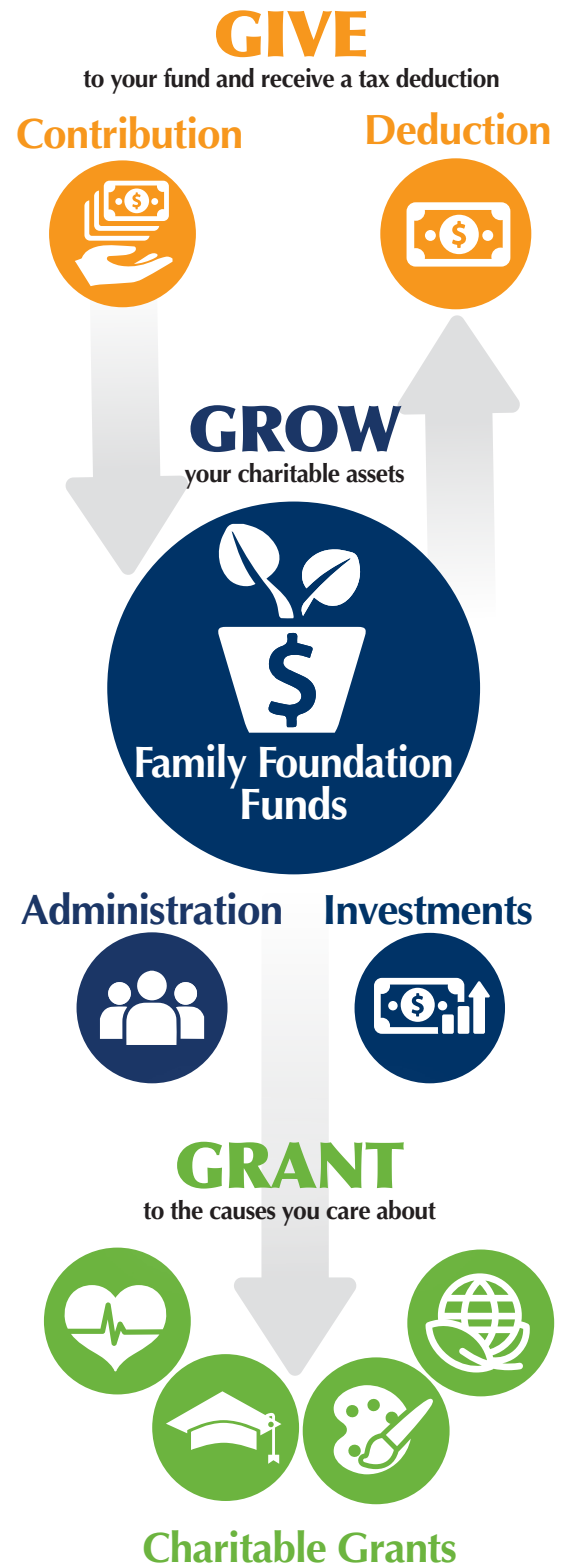 GIVE
to your fund and receive a tax deduction
Contribution
Deduction
$
$
GROW
your charitable assets
$
Family Foundation
Funds
Administration
Investments
$
GRANT
to the causes you care about
Charitable Grants